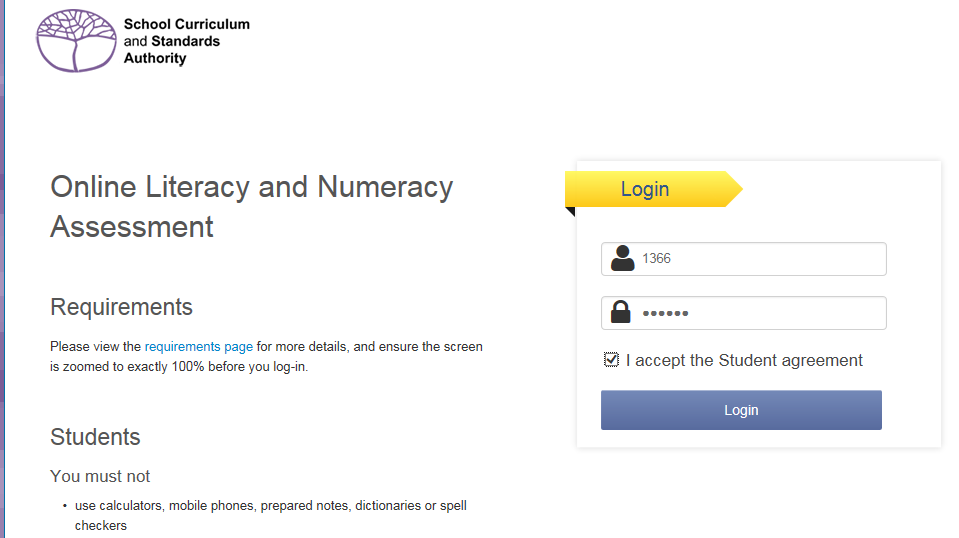 School Curriculum
and Standards
Authority
Online Literacy and Numeracy
Assessment
Requirements
Please view the requirements page for more details, and ensure the screen
is zoomed to exactly 100% before you log-in.
Students
You must not
• use calculators, mobile phones, prepared notes, dictionaries or spell
checkers
Login
1366
••••••
I accept the Student agreement
Login